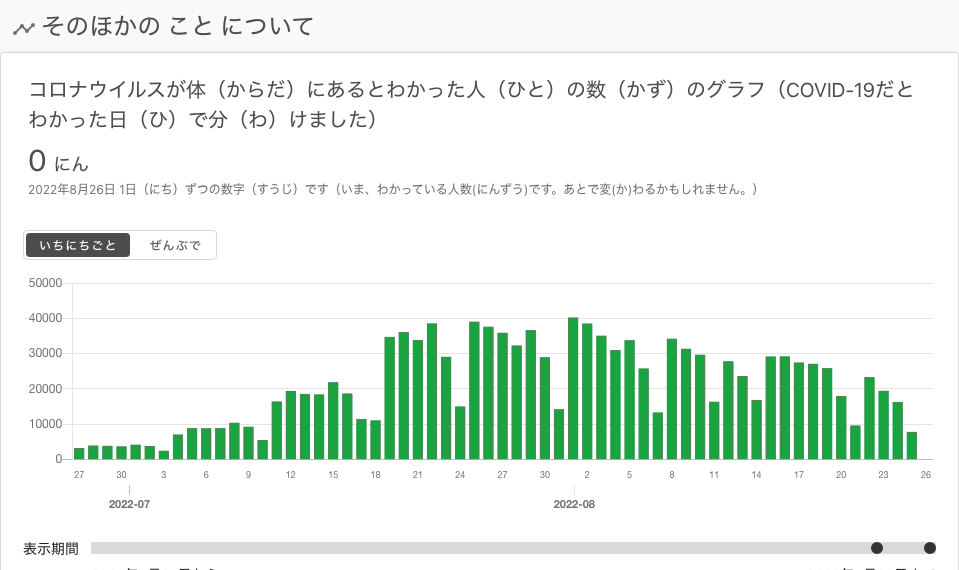 そのほかの こと について
コロナウイルスが体（からだ）にあるとわかった人（ひと）の数（かず）のグラフ（COVID-19だと
わかった日（ひ）で分（わ）けました）
0 にん
2022年8月26日 1日（にち）ずつの数字（すうじ）です（いま、わかっている人数(にんずう)です。あとで変(か)わるかもしれません。）
いちにちごと ぜんぶで
50000
40000
30000
20000
10000
0
27 30 3 6 9 12 15 18 21 24 27 30 2 5 8 11 14 17 20 23 26
2022-07 2022-08
表示期間